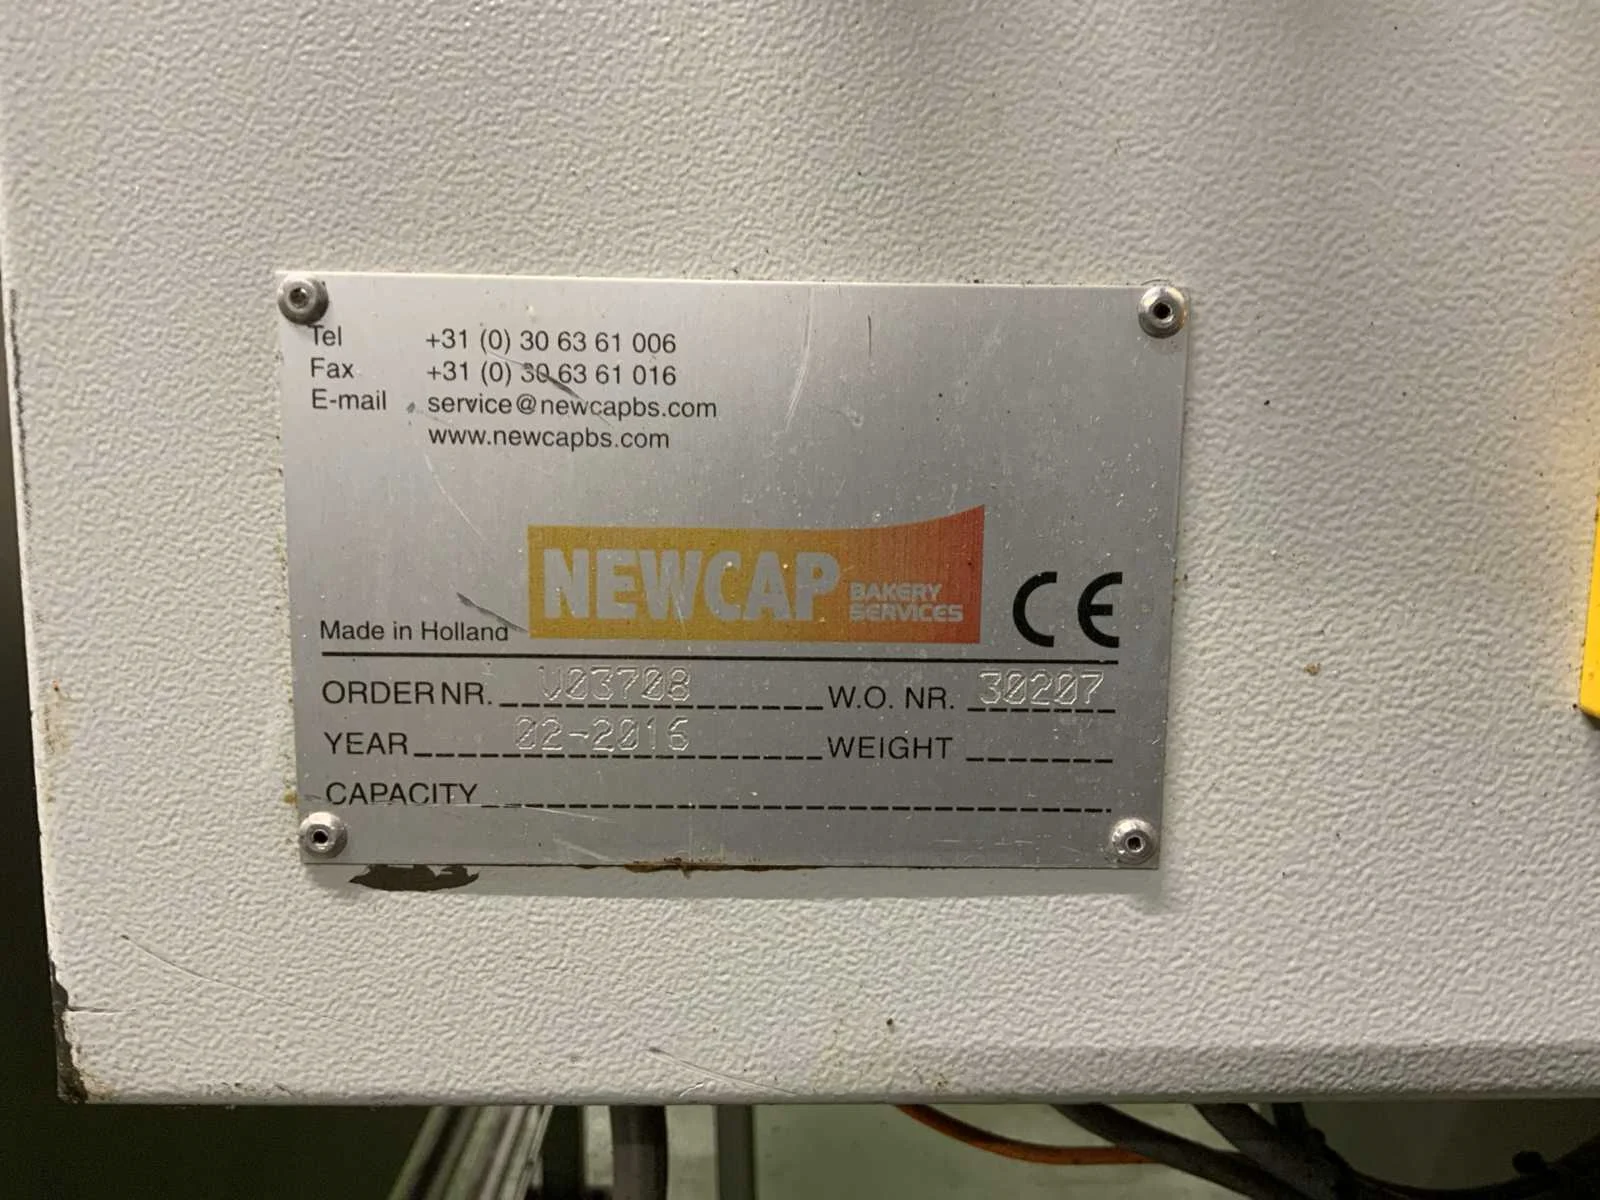 Tel +31 (0) 30 63 61 006
Fax +31 (0) 30 63 61 016
E-mail service@newcapbs.com
www.newcapbs.com
NEWCAP BAKERY SERVICES
CE
Made in Holland
ORDER NR. V03708 W.O. NR. 30207
YEAR 02-2016 WEIGHT
CAPACITY